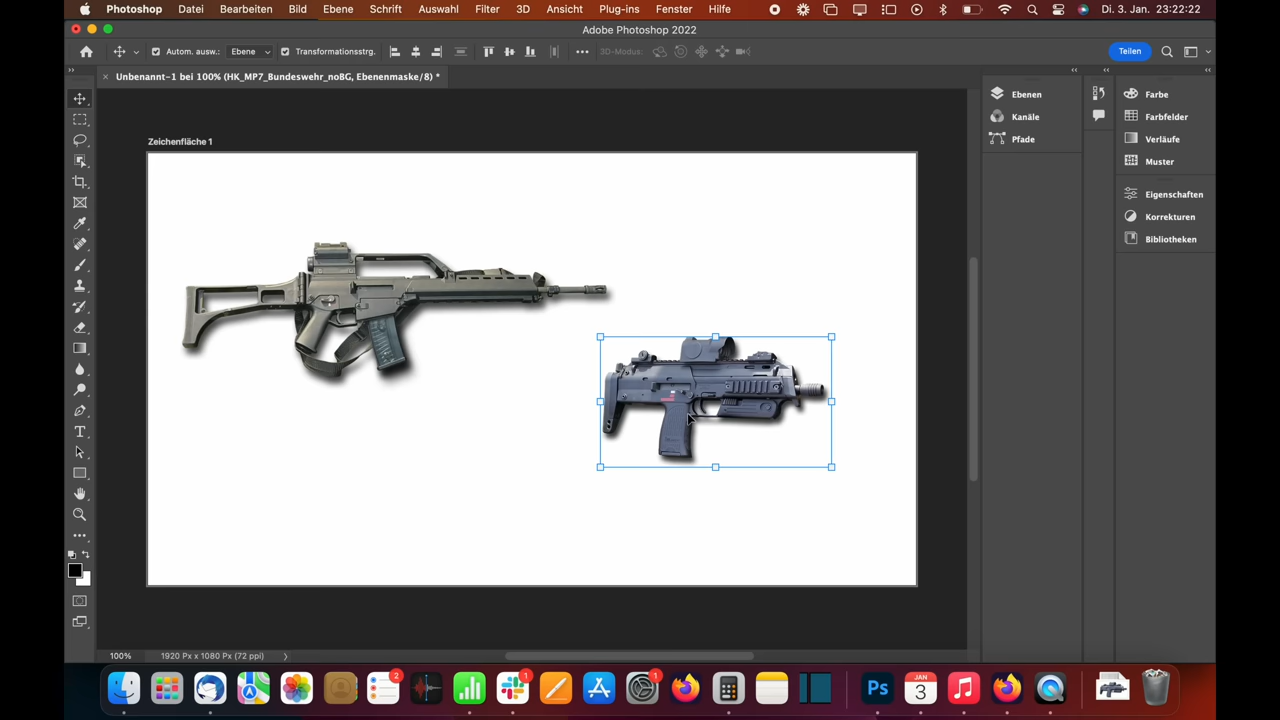 Photoshop Datei Bearbeiten Bild Ebene Schrift Auswahl Filter 3D Ansicht Plug-ins Fenster Hilfe Di. 3. Jan. 23:22:22
Adobe Photoshop 2022
Autom. ausw.: Ebene Transformationsstrg. 3D-Modus: Teilen
Unbenannt-1 bei 100% (HK_MP7_Bundeswehr_noBG, Ebenenmaske/8) *
Ebenen
Kanäle
Pfade
Farbe
Farbfelder
Verläufe
Muster
Eigenschaften
Korrekturen
Bibliotheken
Zeichenfläche 1
100% 1920 Px x 1080 Px (72 ppi)
2
1
1
Ps
JAN
3